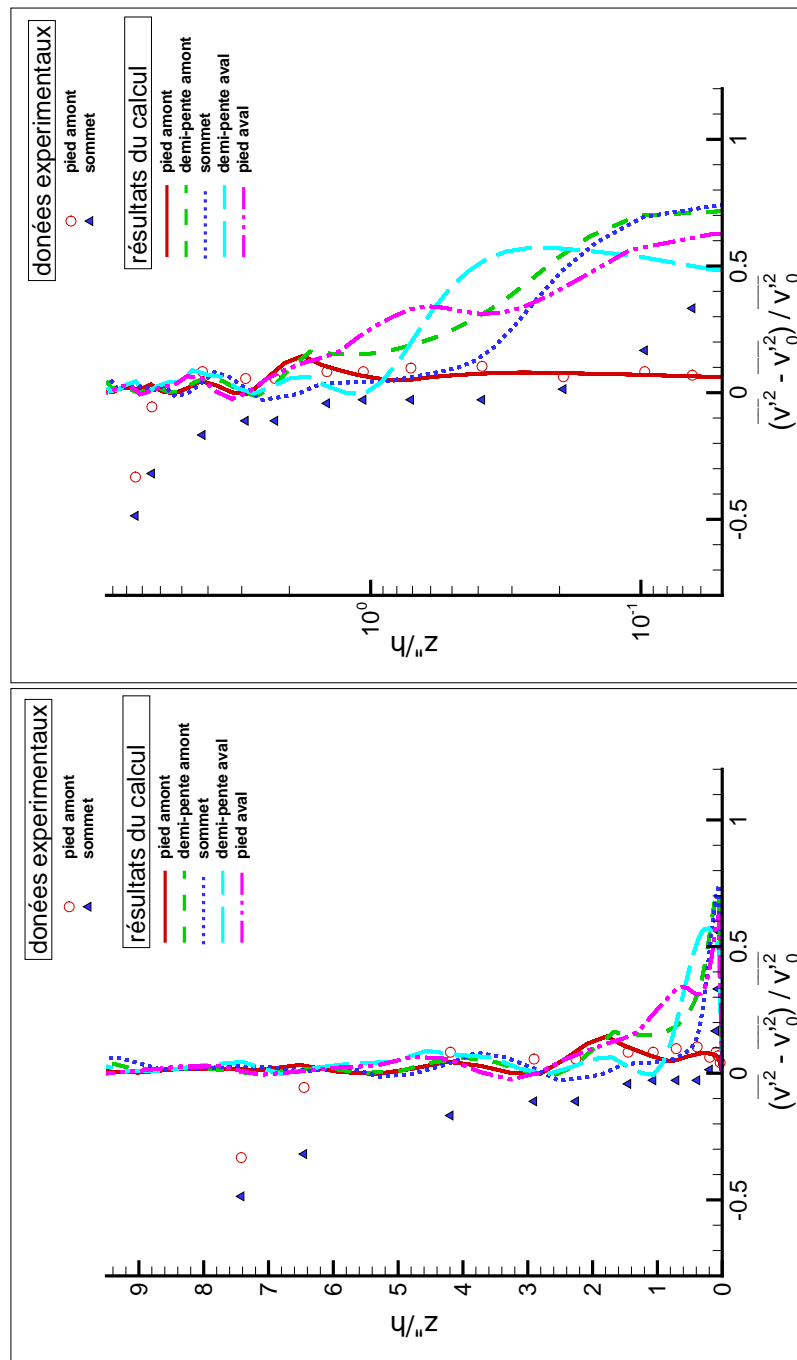 donées experimentaux
pied amont
sommet
résultats du calcul
pied amont
demi-pente amont
sommet
demi-pente aval
pied aval
z''/h
9
8
7
6
5
4
3
2
1
0
-0.5
0
0.5
1
(v'² - v'₀²) / v'₀²
donées experimentaux
pied amont
sommet
résultats du calcul
pied amont
demi-pente amont
sommet
demi-pente aval
pied aval
z''/h
10⁰
10⁻¹
-0.5
0
0.5
1
(v'² - v'₀²) / v'₀²